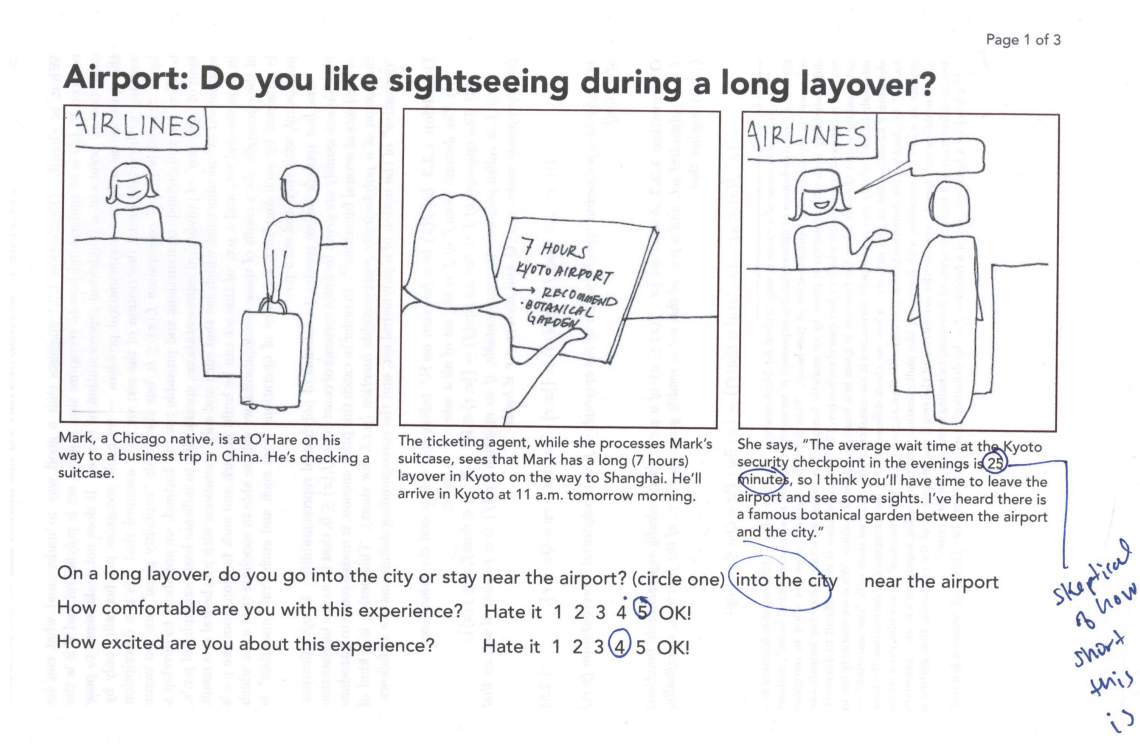 Page 1 of 3
Airport: Do you like sightseeing during a long layover?
AIRLINES
7 HOURS
KYOTO AIRPORT
→ RECOMMEND
·BOTANICAL
GARDEN
AIRLINES
Mark, a Chicago native, is at O'Hare on his
way to a business trip in China. He's checking a
suitcase.
The ticketing agent, while she processes Mark's
suitcase, sees that Mark has a long (7 hours)
layover in Kyoto on the way to Shanghai. He'll
arrive in Kyoto at 11 a.m. tomorrow morning.
She says, "The average wait time at the Kyoto
security checkpoint in the evenings is 25
minutes, so I think you'll have time to leave the
airport and see some sights. I've heard there is
a famous botanical garden between the airport
and the city."
On a long layover, do you go into the city or stay near the airport? (circle one) into the city near the airport
How comfortable are you with this experience? Hate it 1 2 3 4 5 OK!
How excited are you about this experience? Hate it 1 2 3 4 5 OK!
skeptical
of how
short
this
is